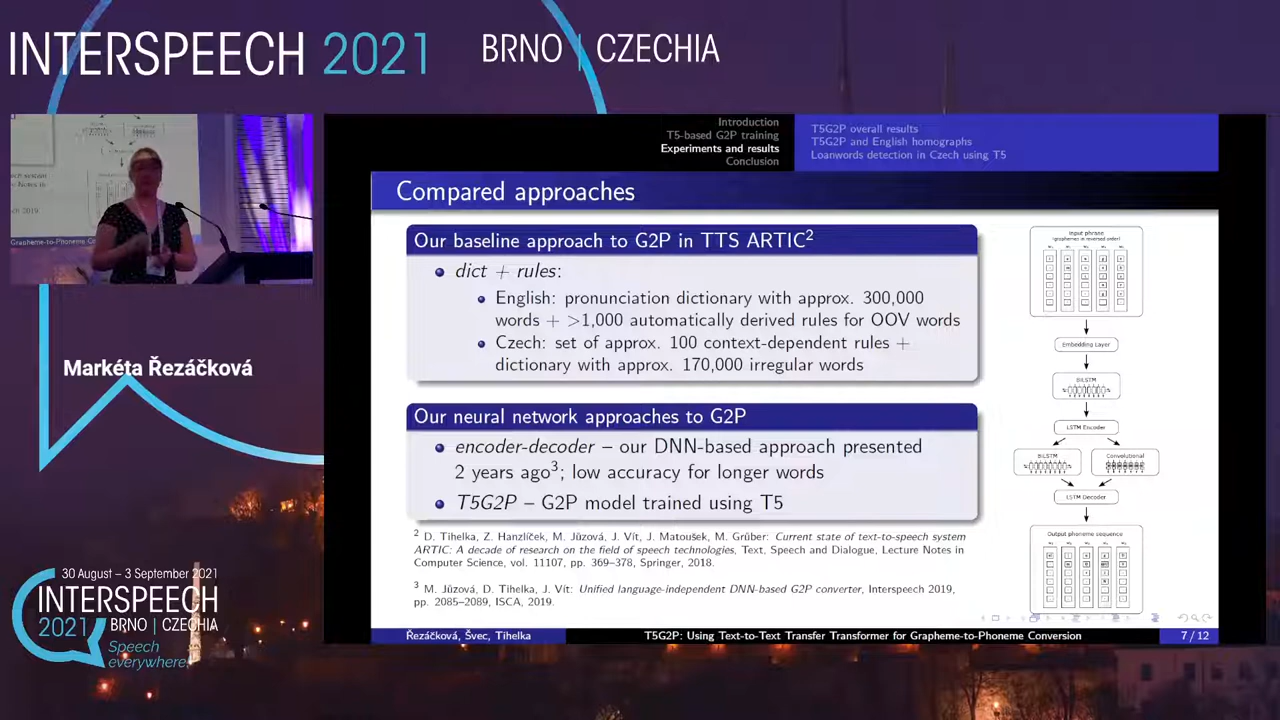 INTERSPEECH 2021
BRNO | CZECHIA
Introduction
T5-based G2P training
Experiments and results
Conclusion
T5G2P overall results
T5G2P and English homographs
Loanwords detection in Czech using T5
Compared approaches
Our baseline approach to G2P in TTS ARTIC²
dict + rules:
English: pronunciation dictionary with approx. 300,000
words + >1,000 automatically derived rules for OOV words
Czech: set of approx. 100 context-dependent rules +
dictionary with approx. 170,000 irregular words
Our neural network approaches to G2P
encoder-decoder – our DNN-based approach presented
2 years ago³; low accuracy for longer words
T5G2P – G2P model trained using T5
² D. Tihelka, Z. Hanzlíček, M. Jůzová, J. Vít, J. Matoušek, M. Grůber: Current state of text-to-speech system
ARTIC: A decade of research on the field of speech technologies, Text, Speech and Dialogue, Lecture Notes in
Computer Science, vol. 11107, pp. 369–378, Springer, 2018.
³ M. Jůzová, D. Tihelka, J. Vít: Unified language-independent DNN-based G2P converter, Interspeech 2019,
pp. 2085–2089, ISCA, 2019.
Input phrase
(graphemes in reversed order)
Embedding Layer
BiLSTM
LSTM Encoder
BiLSTM
Convolutional
LSTM Decoder
Output phoneme sequence
Řezáčková, Švec, Tihelka
T5G2P: Using Text-to-Text Transfer Transformer for Grapheme-to-Phoneme Conversion
7 / 12
Markéta Řezáčková
30 August – 3 September 2021
INTERSPEECH
2021 BRNO | CZECHIA
Speech
everywhere!